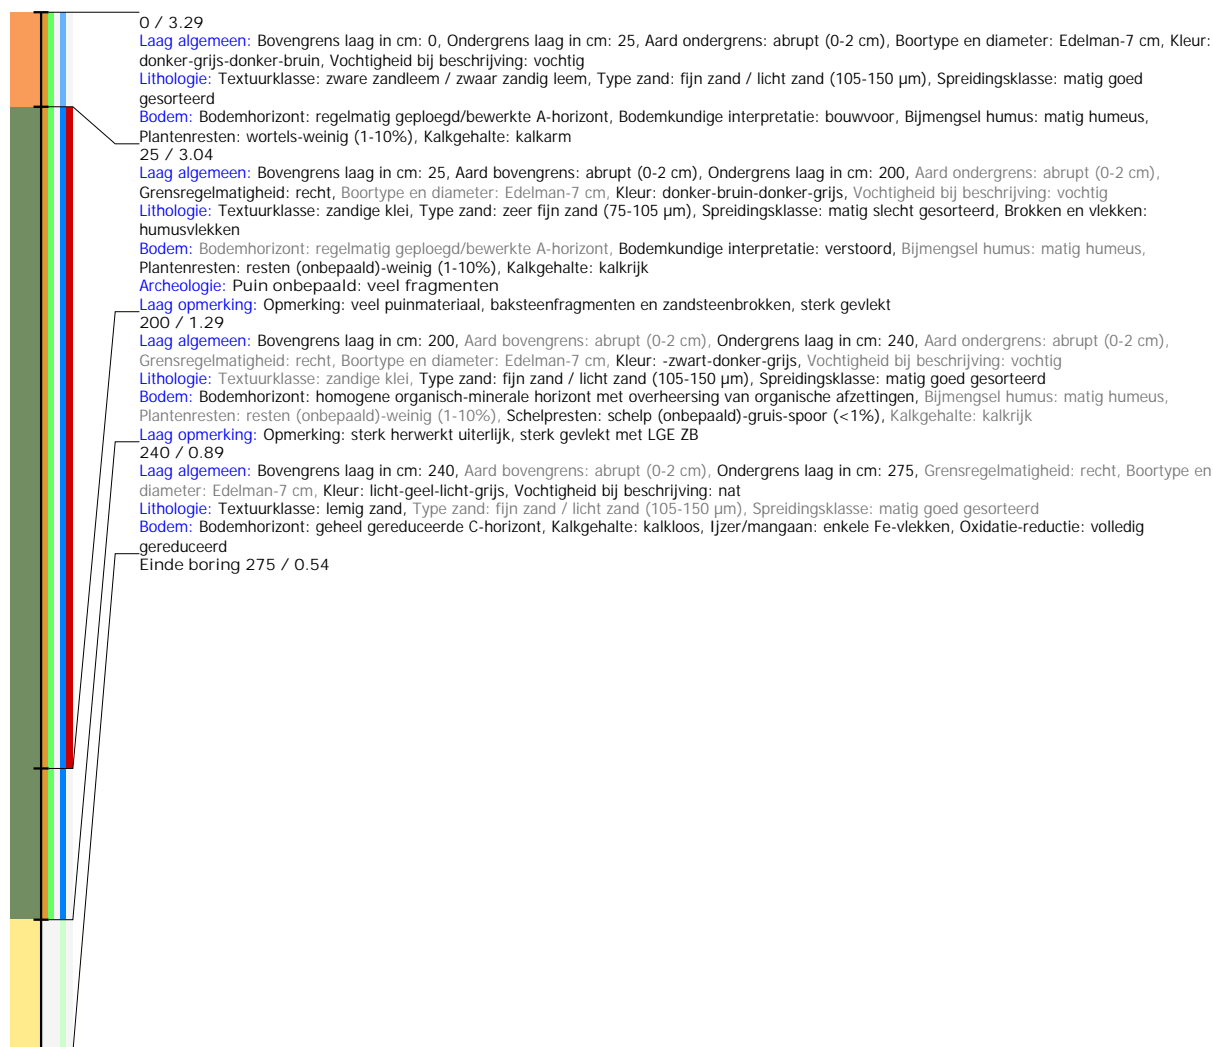 0 / 3.29
Laag algemeen: Bovengrens laag in cm: 0, Ondergrens laag in cm: 25, Aard ondergrens: abrupt (0-2 cm), Boortype en diameter: Edelman-7 cm, Kleur:
donker-grijs-donker-bruin, Vochtigheid bij beschrijving: vochtig
Lithologie: Textuurklasse: zware zandleem / zwaar zandig leem, Type zand: fijn zand / licht zand (105-150 µm), Spreidingsklasse: matig goed
gesorteerd
Bodem: Bodemhorizont: regelmatig geploegd/bewerkte A-horizont, Bodemkundige interpretatie: bouwvoor, Bijmengsel humus: matig humeus,
Plantenresten: wortels-weinig (1-10%), Kalkgehalte: kalkarm
25 / 3.04
Laag algemeen: Bovengrens laag in cm: 25, Aard bovengrens: abrupt (0-2 cm), Ondergrens laag in cm: 200, Aard ondergrens: abrupt (0-2 cm),
Grensregelmatigheid: recht, Boortype en diameter: Edelman-7 cm, Kleur: donker-bruin-donker-grijs, Vochtigheid bij beschrijving: vochtig
Lithologie: Textuurklasse: zandige klei, Type zand: zeer fijn zand (75-105 µm), Spreidingsklasse: matig slecht gesorteerd, Brokken en vlekken:
humusvlekken
Bodem: Bodemhorizont: regelmatig geploegd/bewerkte A-horizont, Bodemkundige interpretatie: verstoord, Bijmengsel humus: matig humeus,
Plantenresten: resten (onbepaald)-weinig (1-10%), Kalkgehalte: kalkrijk
Archeologie: Puin onbepaald: veel fragmenten
Laag opmerking: Opmerking: veel puinmateriaal, baksteenfragmenten en zandsteenbrokken, sterk gevlekt
200 / 1.29
Laag algemeen: Bovengrens laag in cm: 200, Aard bovengrens: abrupt (0-2 cm), Ondergrens laag in cm: 240, Aard ondergrens: abrupt (0-2 cm),
Grensregelmatigheid: recht, Boortype en diameter: Edelman-7 cm, Kleur: -zwart-donker-grijs, Vochtigheid bij beschrijving: vochtig
Lithologie: Textuurklasse: zandige klei, Type zand: fijn zand / licht zand (105-150 µm), Spreidingsklasse: matig goed gesorteerd
Bodem: Bodemhorizont: homogene organisch-minerale horizont met overheersing van organische afzettingen, Bijmengsel humus: matig humeus,
Plantenresten: resten (onbepaald)-weinig (1-10%), Schelpresten: schelp (onbepaald)-gruis-spoor (<1%), Kalkgehalte: kalkrijk
Laag opmerking: Opmerking: sterk herwerkt uiterlijk, sterk gevlekt met LGE ZB
240 / 0.89
Laag algemeen: Bovengrens laag in cm: 240, Aard bovengrens: abrupt (0-2 cm), Ondergrens laag in cm: 275, Grensregelmatigheid: recht, Boortype en
diameter: Edelman-7 cm, Kleur: licht-geel-licht-grijs, Vochtigheid bij beschrijving: nat
Lithologie: Textuurklasse: lemig zand, Type zand: fijn zand / licht zand (105-150 µm), Spreidingsklasse: matig goed gesorteerd
Bodem: Bodemhorizont: geheel gereduceerde C-horizont, Kalkgehalte: kalkloos, Ijzer/mangaan: enkele Fe-vlekken, Oxidatie-reductie: volledig
gereduceerd
Einde boring 275 / 0.54